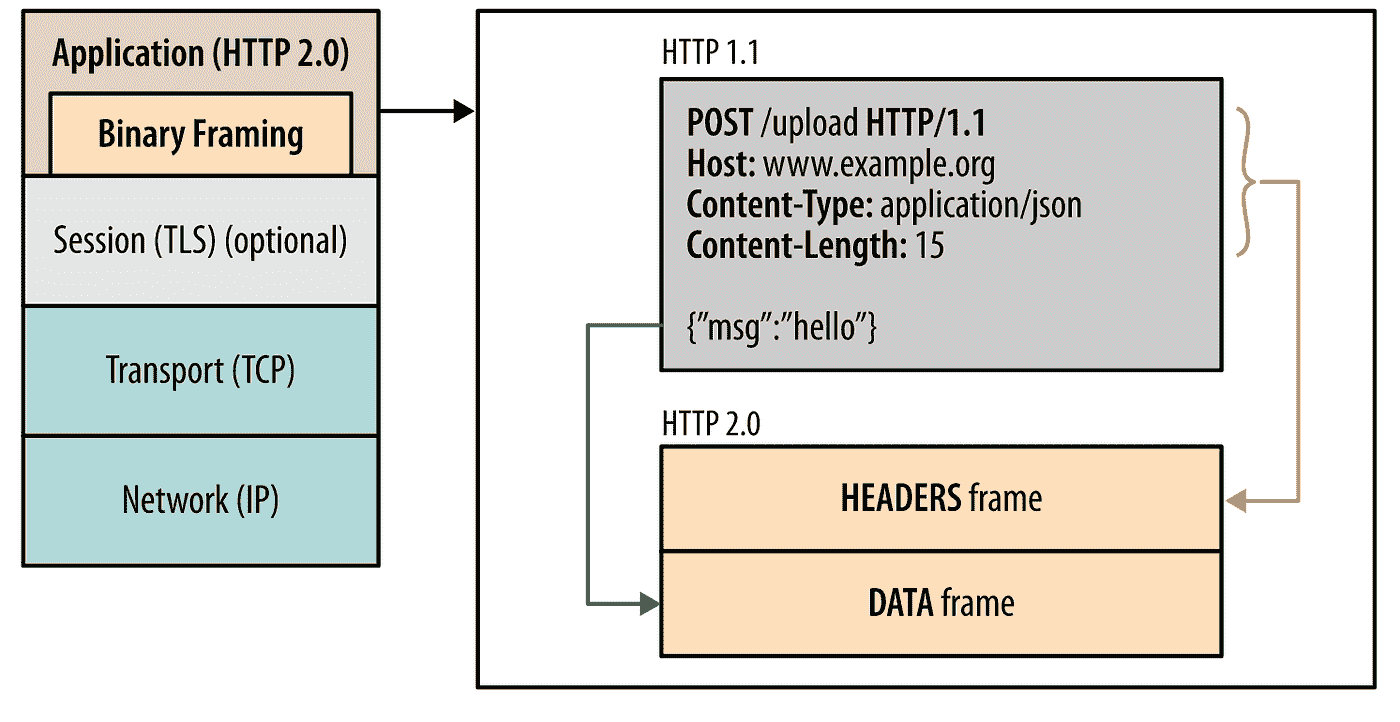 Application (HTTP 2.0)
Binary Framing
Session (TLS) (optional)
Transport (TCP)
Network (IP)
HTTP 1.1
POST /upload HTTP/1.1
Host: www.example.org
Content-Type: application/json
Content-Length: 15
{”msg”:”hello”}
HTTP 2.0
HEADERS frame
DATA frame